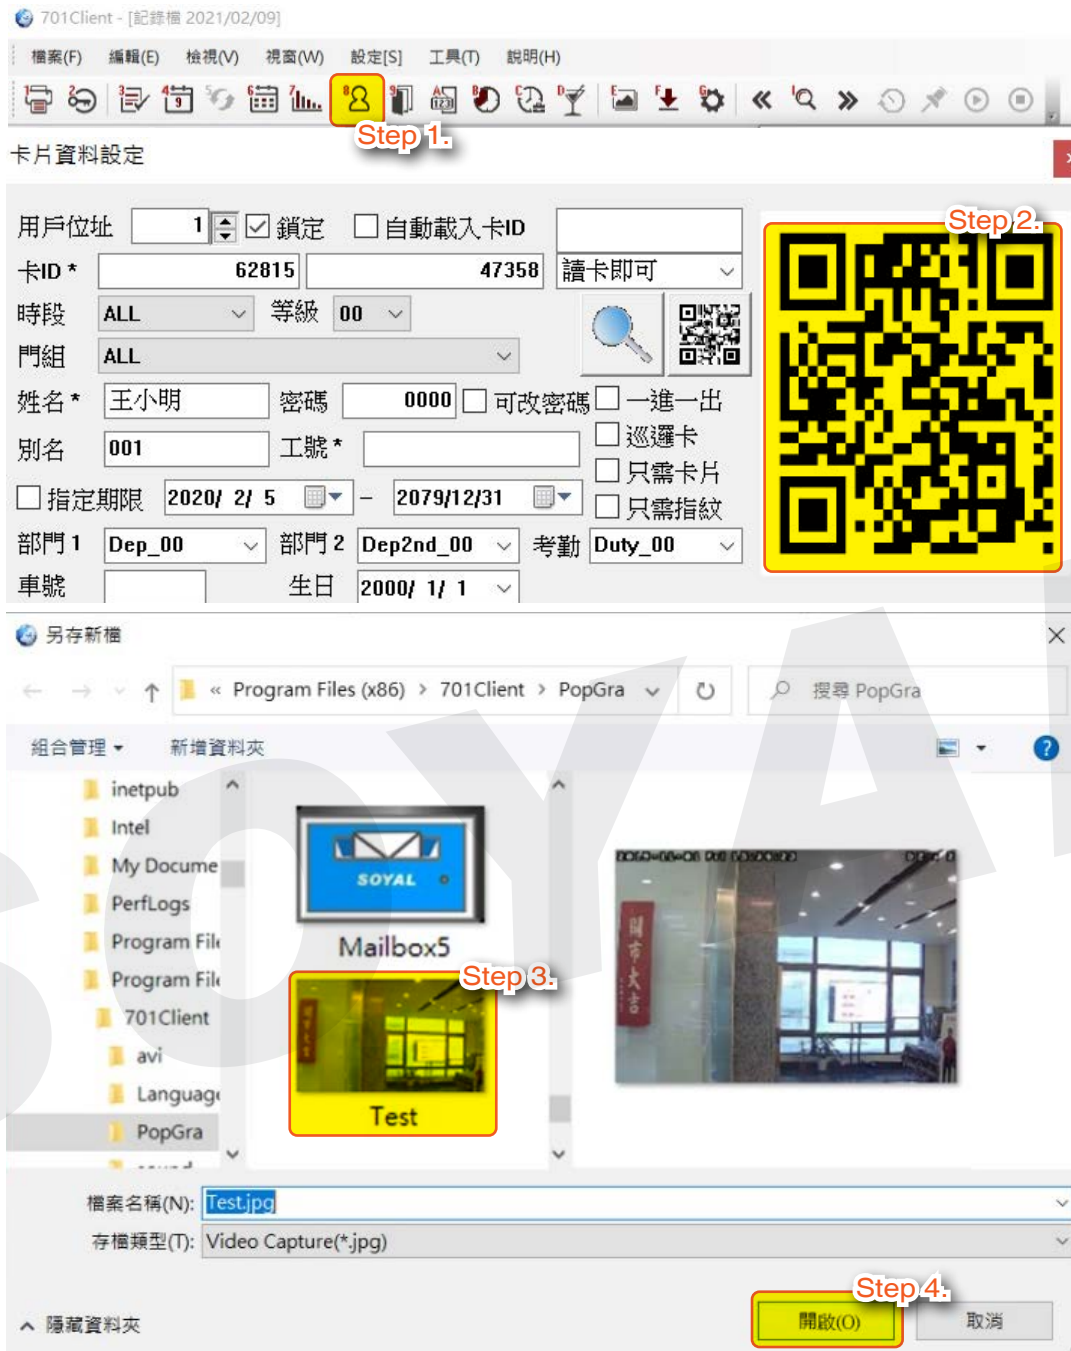 701Client - [記錄檔 2021/02/09]
檔案(F) 編輯(E) 檢視(V) 視窗(W) 設定[S] 工具(T) 說明(H)
Step 1.
卡片資料設定
Step 2.
用戶位址 1 鎖定 自動載入卡ID
卡ID * 62815 47358 讀卡即可
時段 ALL 等級 00
門組 ALL
姓名 * 王小明 密碼 0000 可改密碼 一進一出
別名 001 工號 * 巡邏卡
只需卡片
指定期限 2020/ 2/ 5 - 2079/12/31 只需指紋
部門 1 Dep_00 部門 2 Dep2nd_00 考勤 Duty_00
車號 生日 2000/ 1/ 1
另存新檔
« Program Files (x86) > 701Client > PopGra 搜尋 PopGra
組合管理 新增資料夾
inetpub
Intel
My Docume
PerfLogs
Program File
Program File
701Client
avi
Language
PopGra
SOYAL
Mailbox5
Step 3.
Test
開市大吉
檔案名稱(N): Test.jpg
存檔類型(T): Video Capture(*.jpg)
Step 4.
隱藏資料夾 開啟(O) 取消
SOYAL